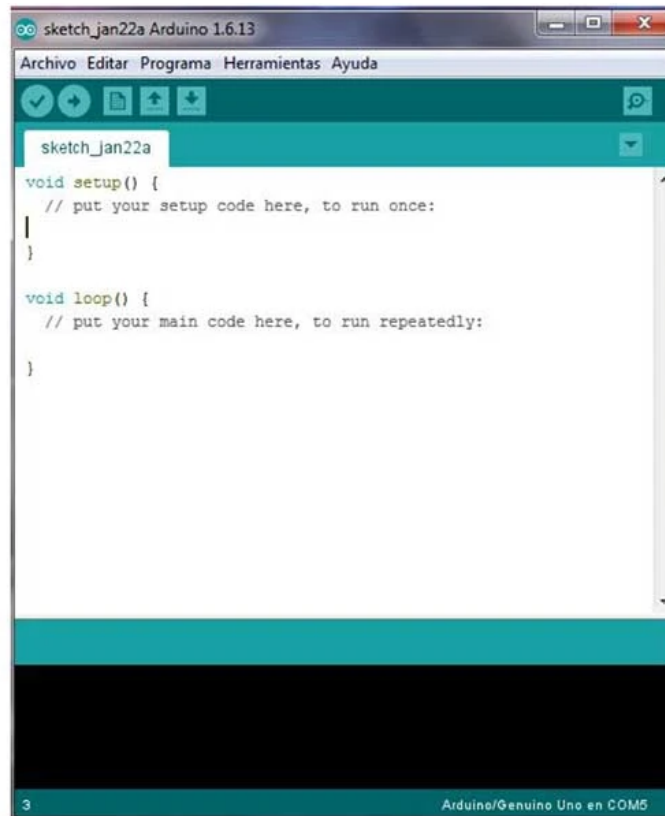 sketch_jan22a Arduino 1.6.13
Archivo Editar Programa Herramientas Ayuda
sketch_jan22a
void setup() {
  // put your setup code here, to run once:

}

void loop() {
  // put your main code here, to run repeatedly:

}
3 Arduino/Genuino Uno en COM5